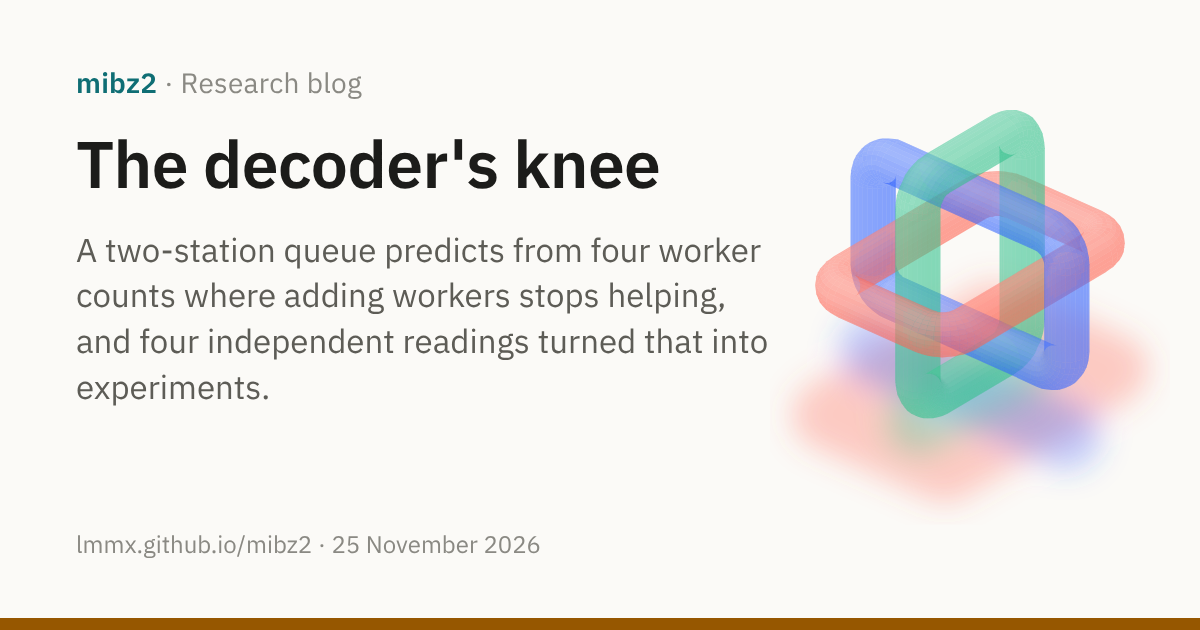 mibz2 · Research blog
The decoder's knee
A two-station queue predicts from four worker
counts where adding workers stops helping,
and four independent readings turned that into
experiments.
lmmx.github.io/mibz2 · 25 November 2026